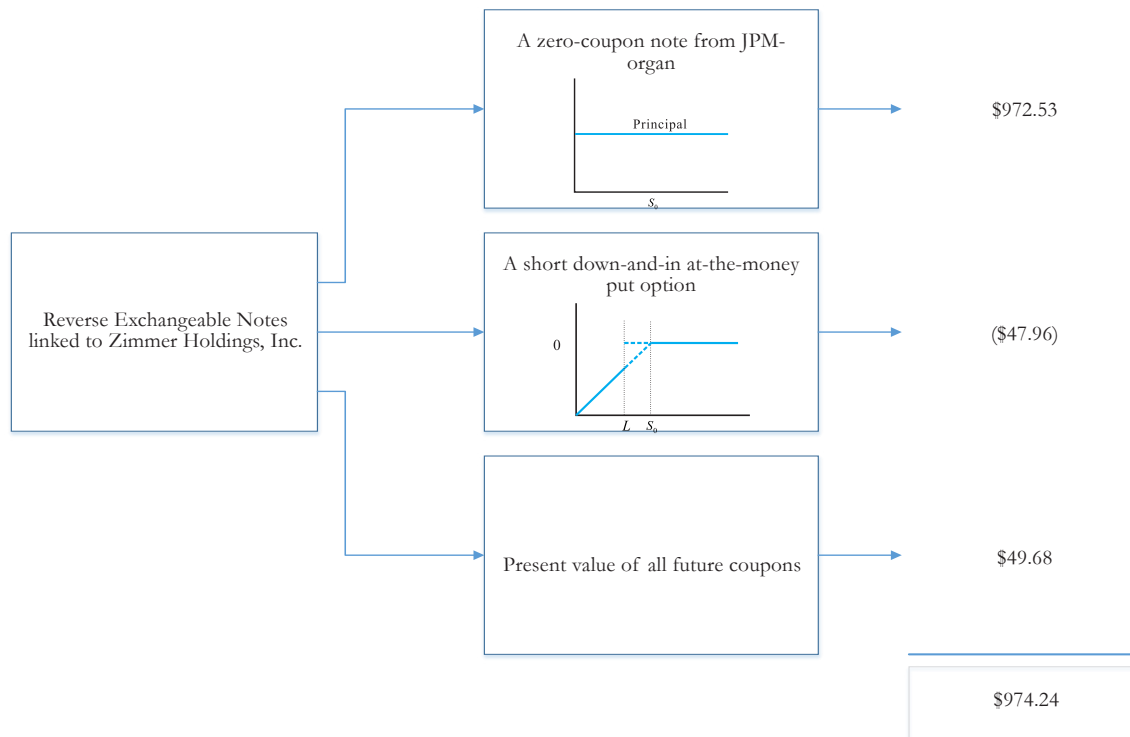 A zero-coupon note from JPM-
organ
Principal
S₀
$972.53
Reverse Exchangeable Notes
linked to Zimmer Holdings, Inc.
A short down-and-in at-the-money
put option
0
L S₀
($47.96)
Present value of all future coupons
$49.68
$974.24